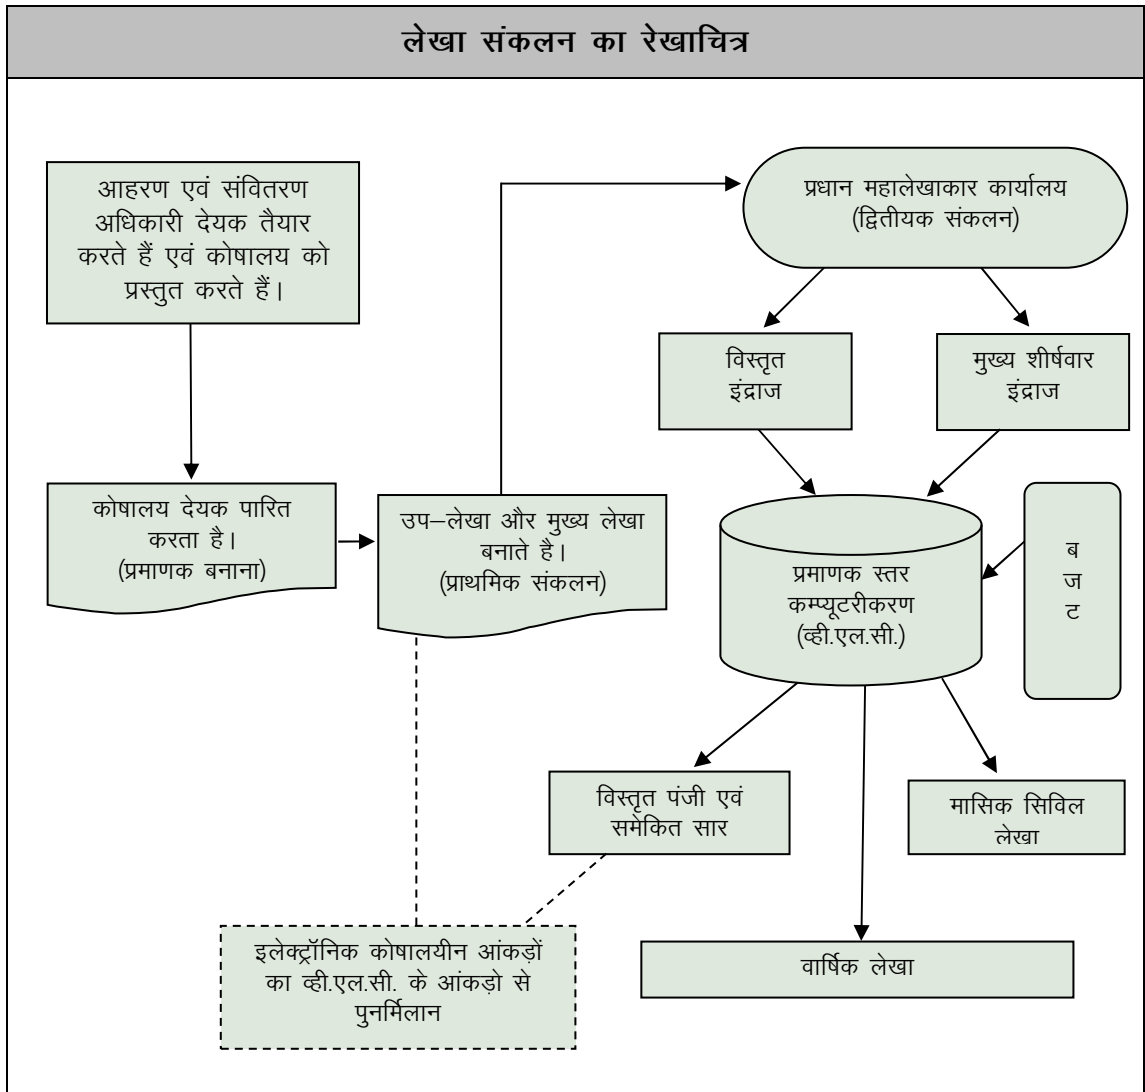 लेखा संकलन का रेखाचित्र
आहरण एवं संवितरण
अधिकारी देयक तैयार
करते हैं एवं कोषालय को
प्रस्तुत करते हैं।
प्रधान महालेखाकार कार्यालय
(द्वितीयक संकलन)
विस्तृत
इंद्राज
मुख्य शीर्षवार
इंद्राज
कोषालय देयक पारित
करता है।
(प्रमाणक बनाना)
उप–लेखा और मुख्य लेखा
बनाते है।
(प्राथमिक संकलन)
प्रमाणक स्तर
कम्प्यूटरीकरण
(व्ही.एल.सी.)
ब
ज
ट
विस्तृत पंजी एवं
समेकित सार
मासिक सिविल
लेखा
इलेक्ट्रॉनिक कोषालयीन आंकड़ों
का व्ही.एल.सी. के आंकड़ो से
पुनर्मिलान
वार्षिक लेखा